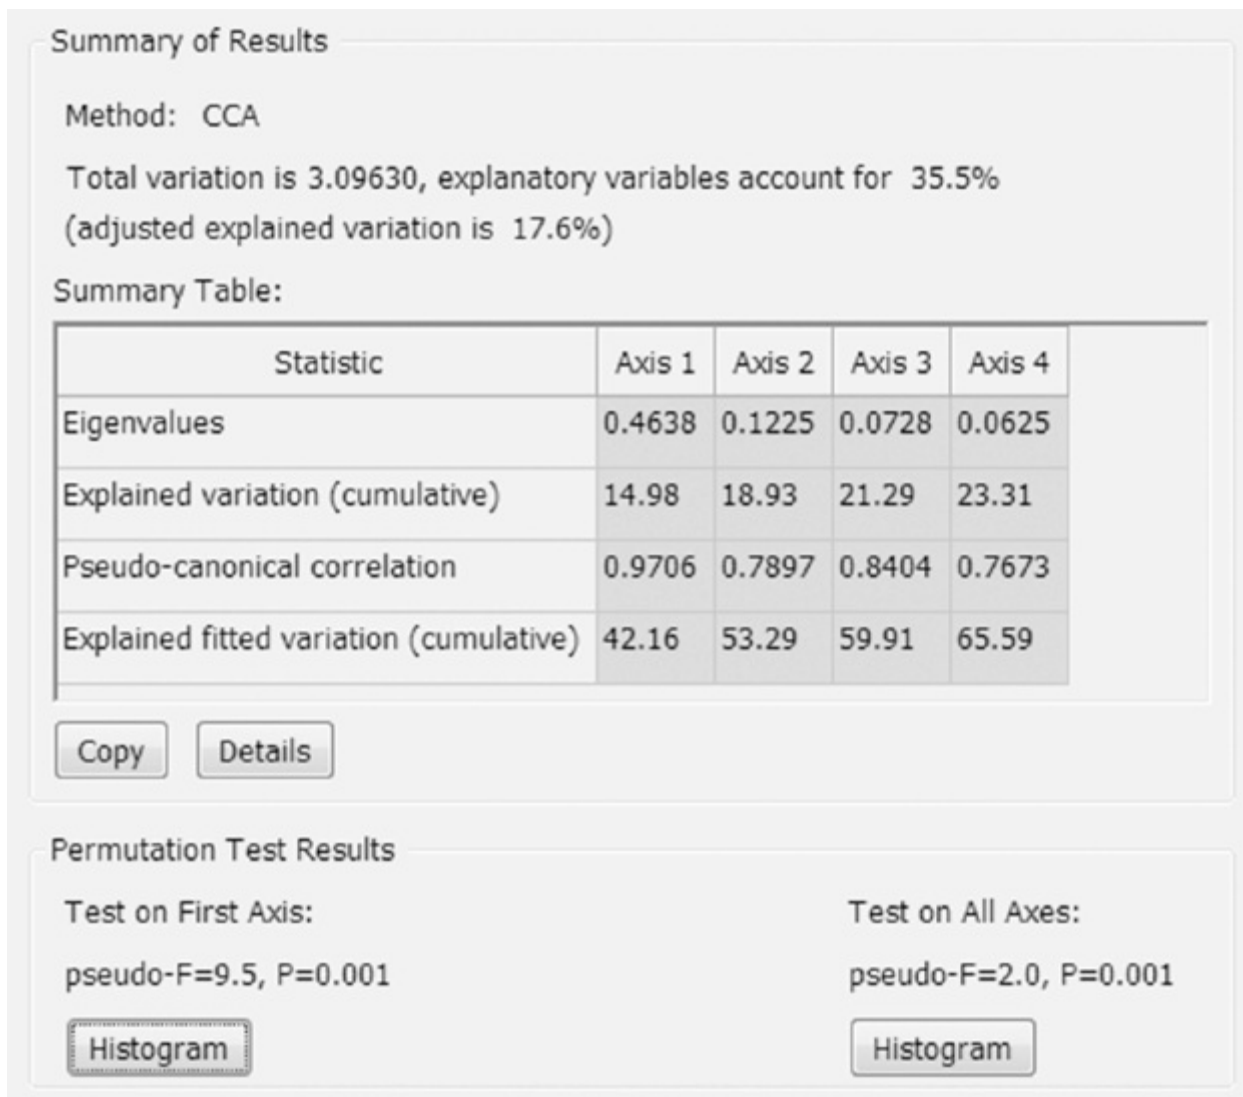 Summary of Results
Method: CCA
Total variation is 3.09630, explanatory variables account for 35.5%
(adjusted explained variation is 17.6%)
Summary Table:
Statistic Axis 1 Axis 2 Axis 3 Axis 4
Eigenvalues 0.4638 0.1225 0.0728 0.0625
Explained variation (cumulative) 14.98 18.93 21.29 23.31
Pseudo-canonical correlation 0.9706 0.7897 0.8404 0.7673
Explained fitted variation (cumulative) 42.16 53.29 59.91 65.59
Copy Details
Permutation Test Results
Test on First Axis: Test on All Axes:
pseudo-F=9.5, P=0.001 pseudo-F=2.0, P=0.001
Histogram Histogram